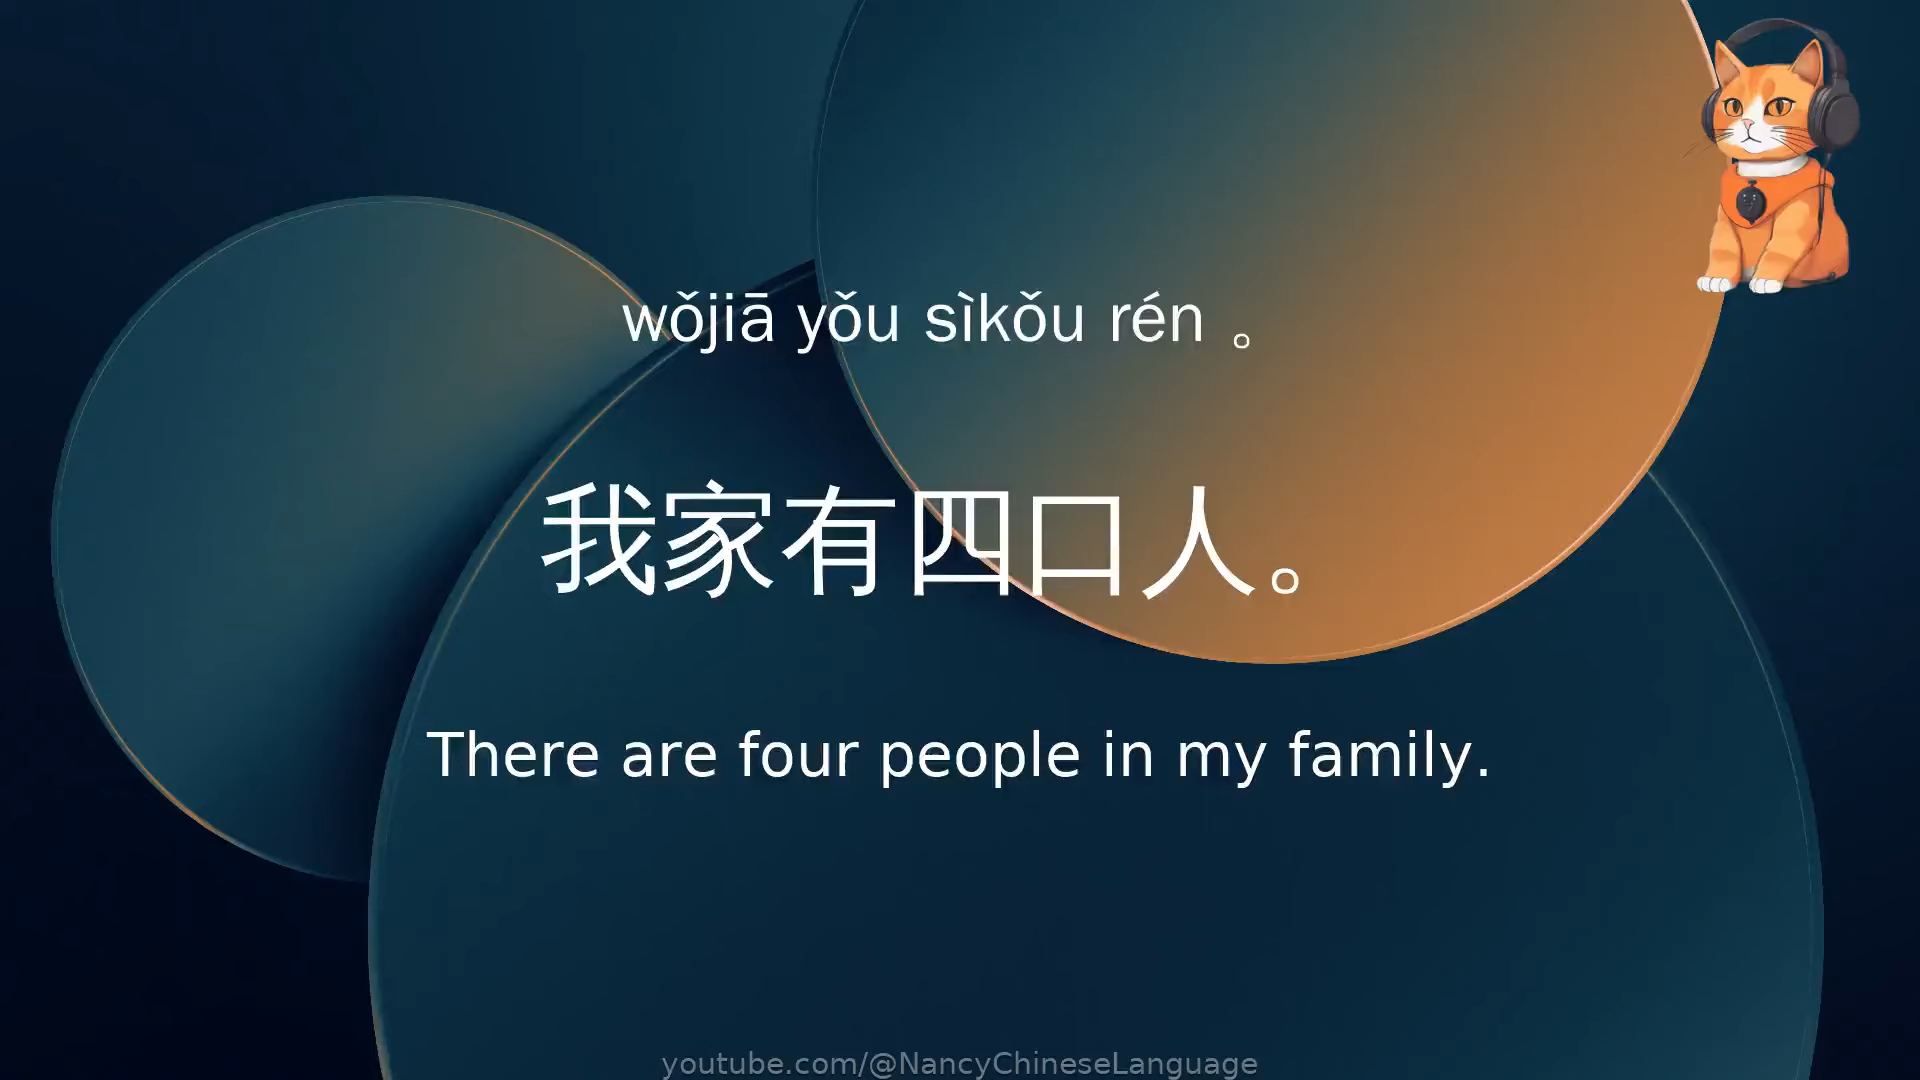 wǒjiā yǒu sìkǒu rén 。
我家有四口人。
There are four people in my family.
youtube.com/@NancyChineseLanguage